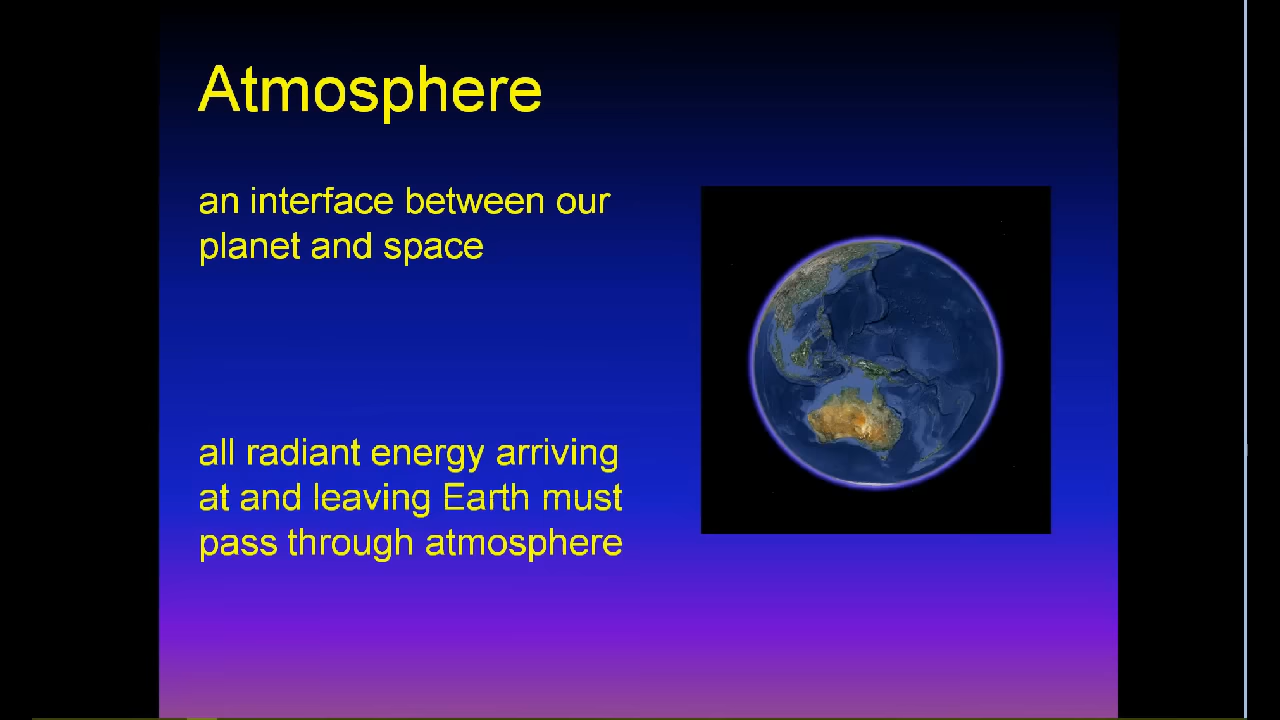 Atmosphere
an interface between our
planet and space
all radiant energy arriving
at and leaving Earth must
pass through atmosphere